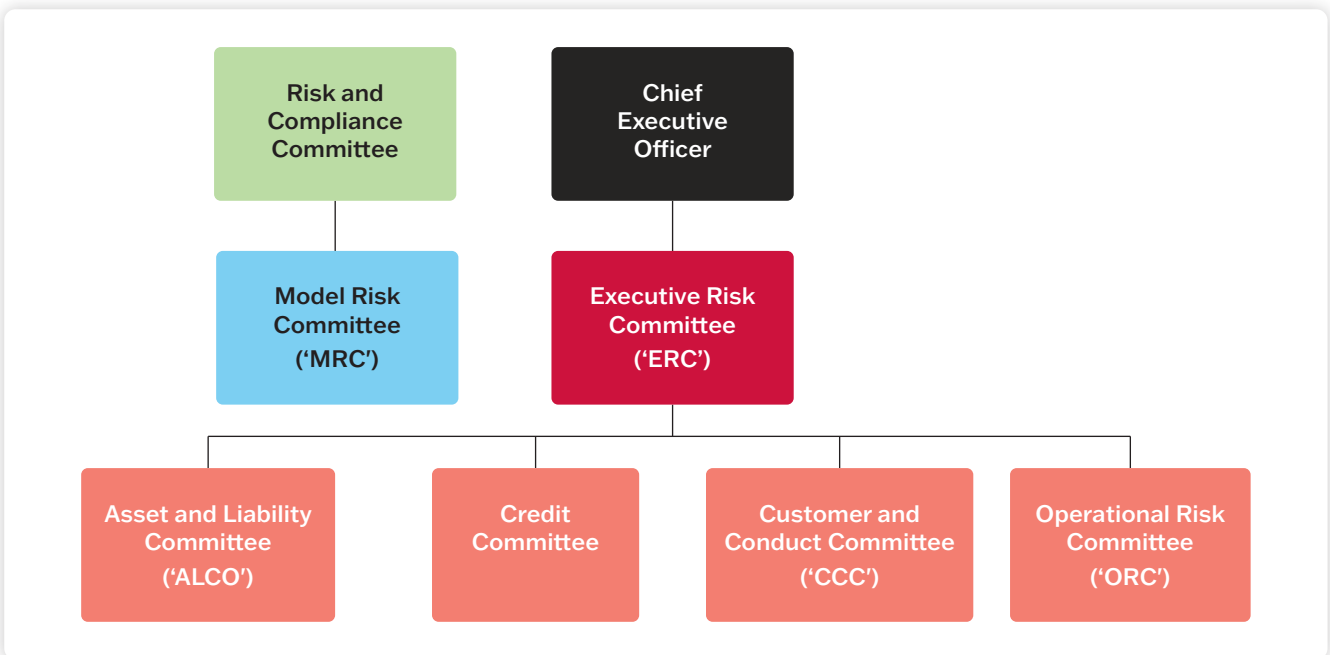 Risk and
Compliance
Committee
Chief
Executive
Officer
Model Risk
Committee
(‘MRC’)
Executive Risk
Committee
(‘ERC’)
Asset and Liability
Committee
(‘ALCO’)
Credit
Committee
Customer and
Conduct Committee
(‘CCC’)
Operational Risk
Committee
(‘ORC’)